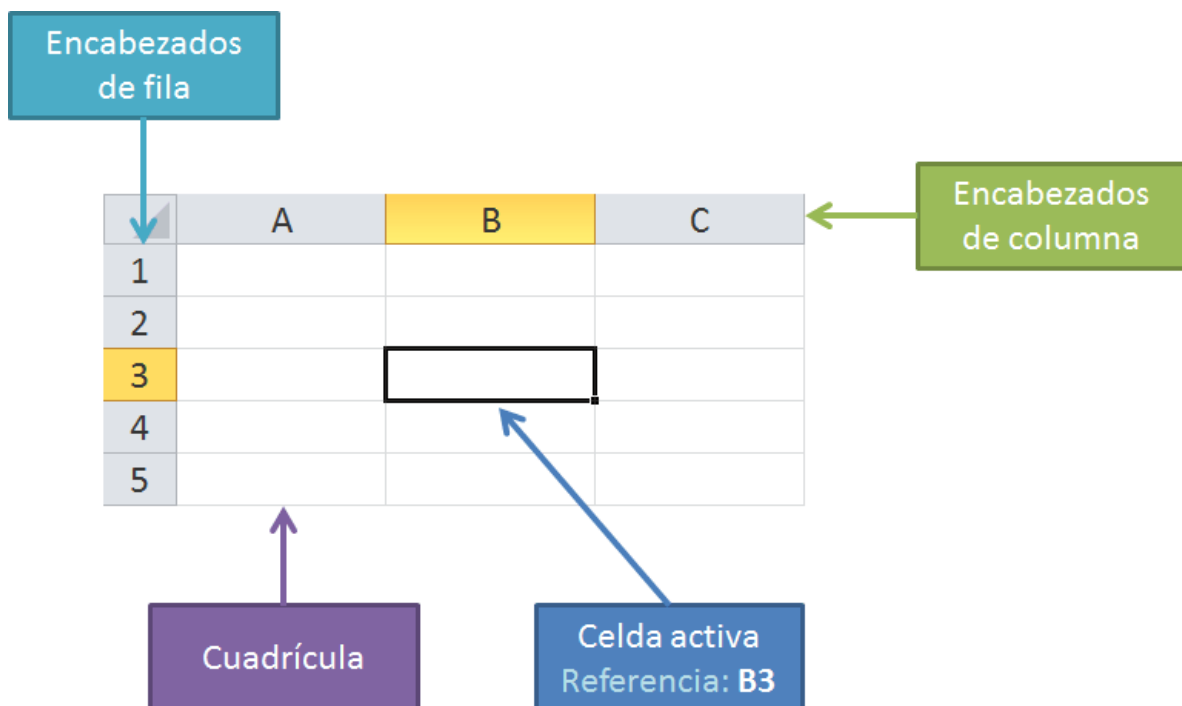 Encabezados
de fila
Encabezados
de columna
A B C
1
2
3
4
5
Cuadrícula
Celda activa
Referencia: B3